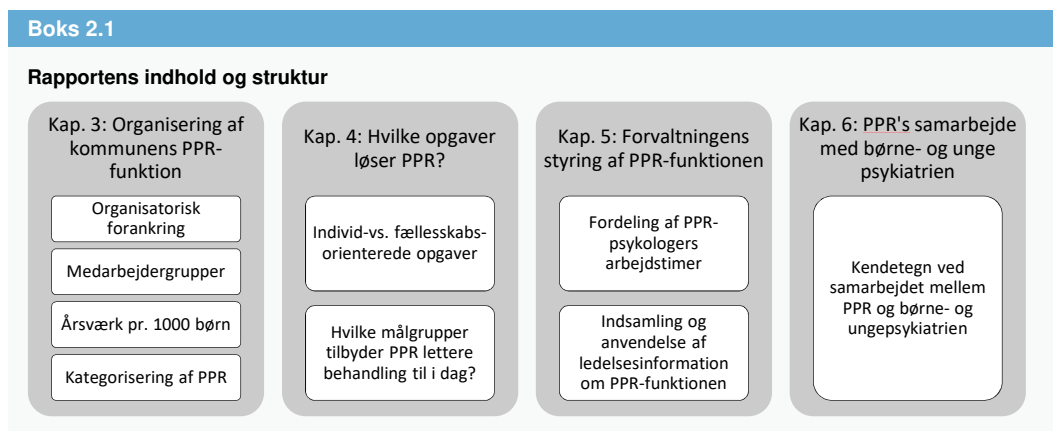 Boks 2.1
Rapportens indhold og struktur
Kap. 3: Organisering af
kommunens PPR-
funktion
Organisatorisk
forankring
Medarbejdergrupper
Årsværk pr. 1000 børn
Kategorisering af PPR
Kap. 4: Hvilke opgaver
løser PPR?
Individ-vs. fællesskabs-
orienterede opgaver
Hvilke målgrupper
tilbyder PPR lettere
behandling til i dag?
Kap. 5: Forvaltningens
styring af PPR-funktionen
Fordeling af PPR-
psykologers
arbejdstimer
Indsamling og
anvendelse af
ledelsesinformation
om PPR-funktionen
Kap. 6: PPR's samarbejde
med børne- og unge
psykiatrien
Kendetegn ved
samarbejdet mellem
PPR og børne- og
ungepsykiatrien